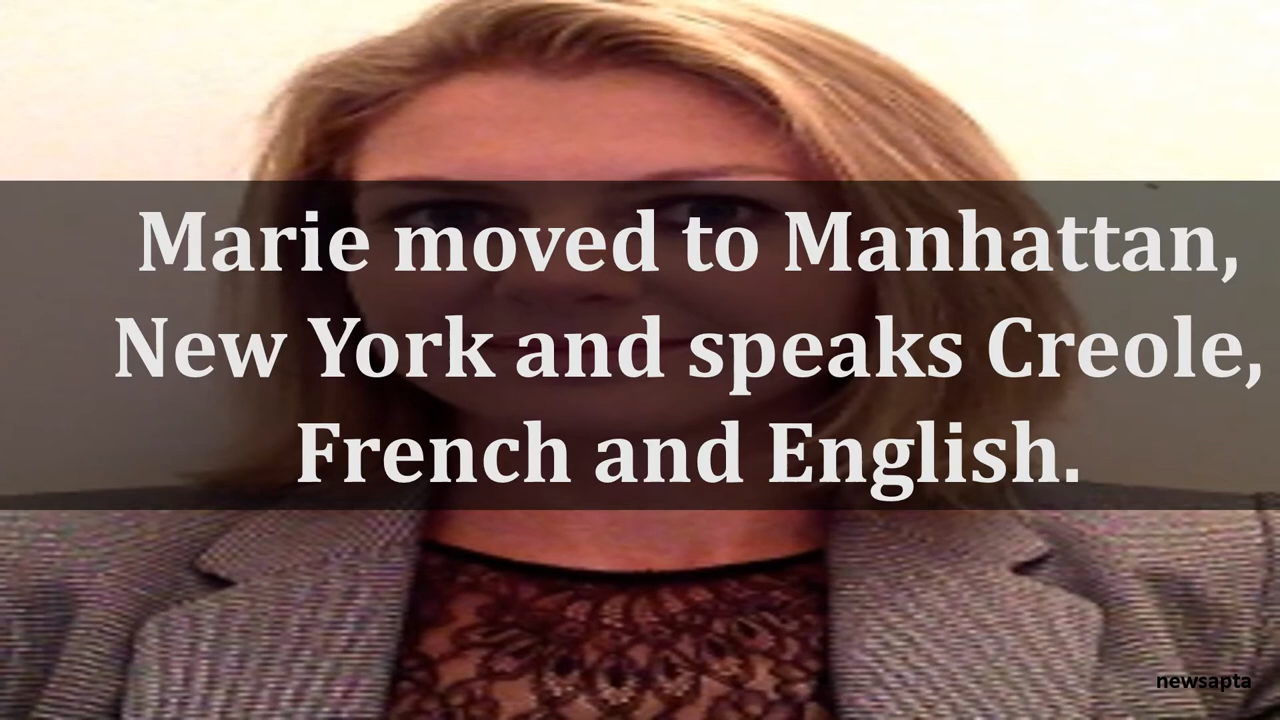 Marie moved to Manhattan,
New York and speaks Creole,
French and English.
newsapta